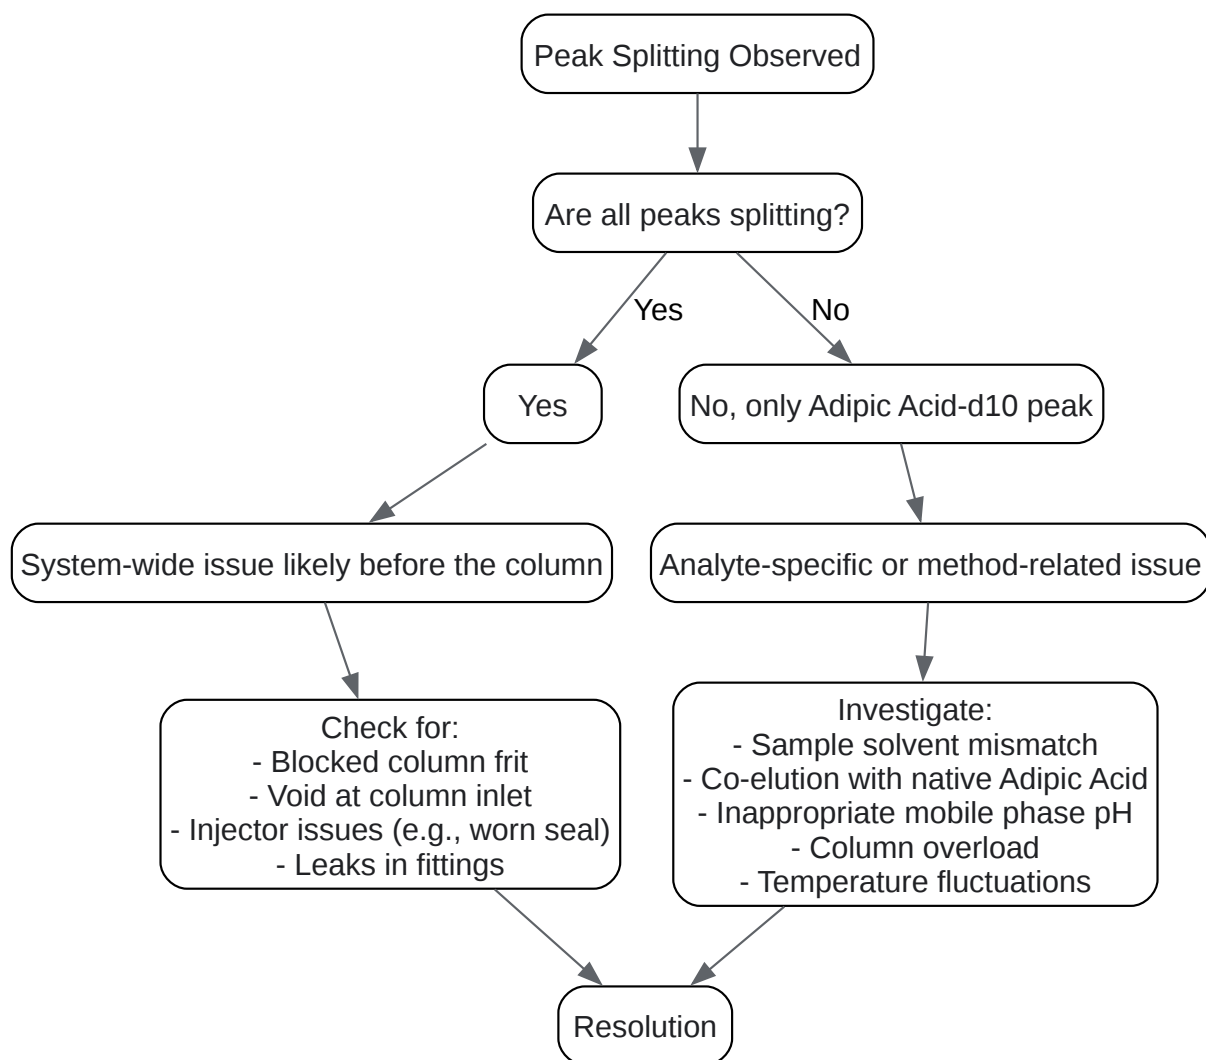 Peak Splitting Observed
Are all peaks splitting?
Yes
No
Yes
No, only Adipic Acid-d10 peak
System-wide issue likely before the column
Analyte-specific or method-related issue
Check for:
- Blocked column frit
- Void at column inlet
- Injector issues (e.g., worn seal)
- Leaks in fittings
Investigate:
- Sample solvent mismatch
- Co-elution with native Adipic Acid
- Inappropriate mobile phase pH
- Column overload
- Temperature fluctuations
Resolution